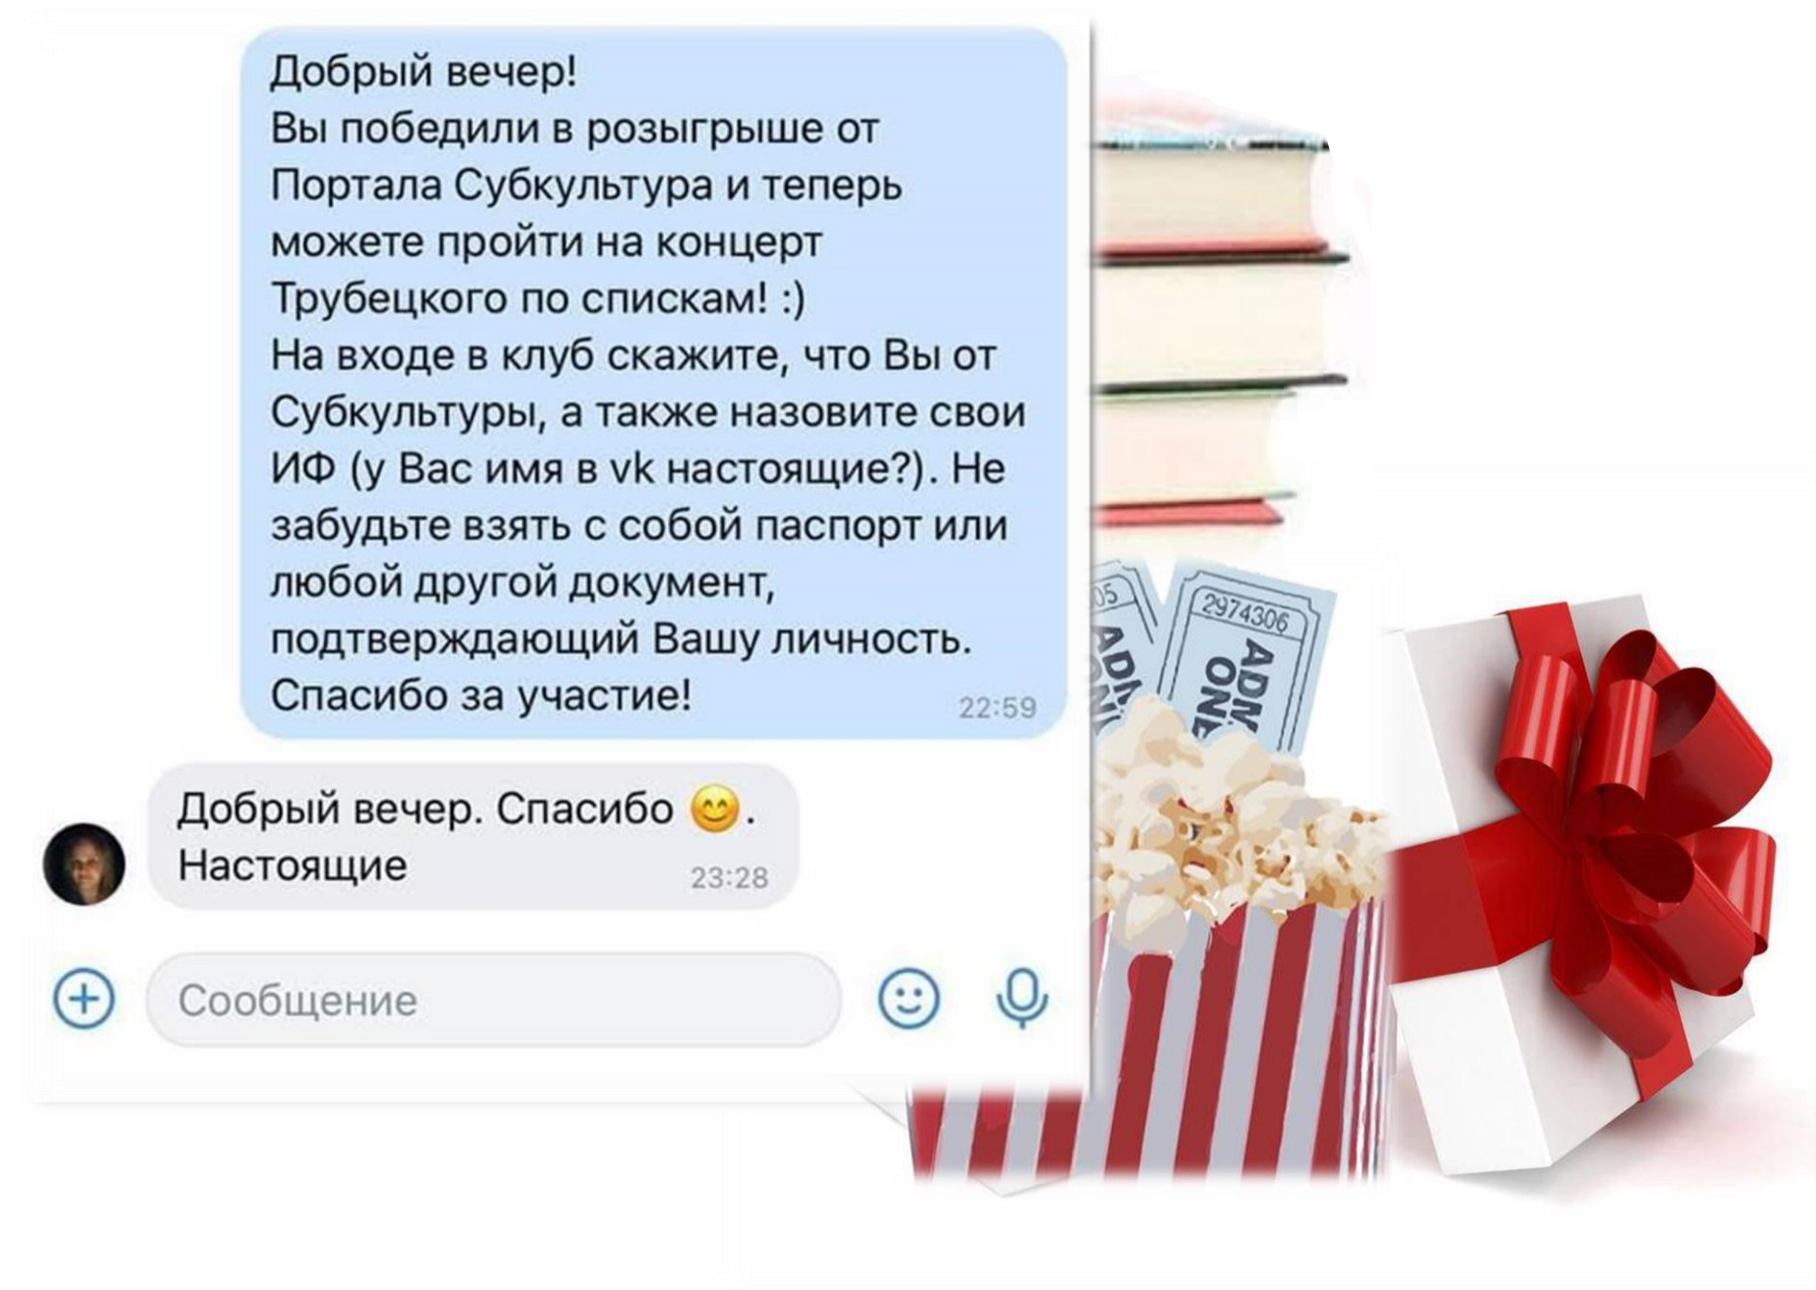 Добрый вечер!
Вы победили в розыгрыше от
Портала Субкультура и теперь
можете пройти на концерт
Трубецкого по спискам! :)
На входе в клуб скажите, что Вы от
Субкультуры, а также назовите свои
ИФ (у Вас имя в vk настоящие?). Не
забудьте взять с собой паспорт или
любой другой документ,
подтверждающий Вашу личность.
Спасибо за участие!
22:59
Добрый вечер. Спасибо 😊.
Настоящие
23:28
Сообщение
05
2974306
ADM
ONE